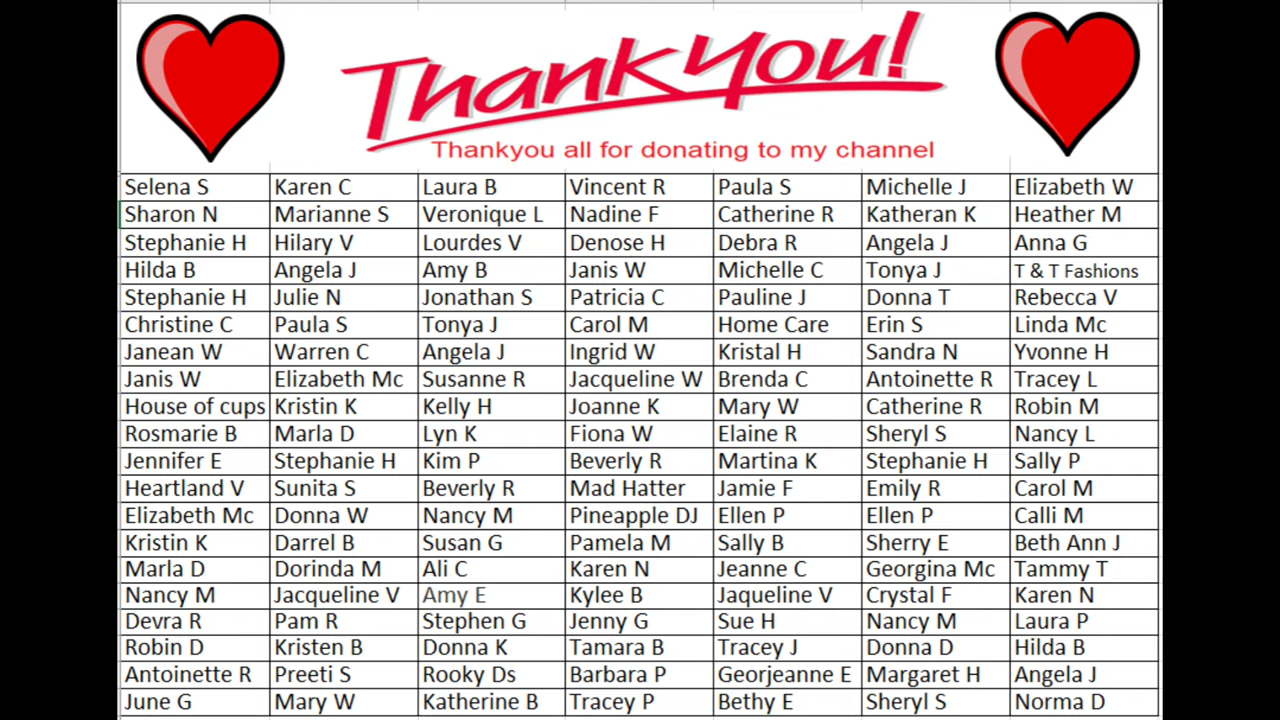 Thank You!
Thankyou all for donating to my channel
Selena S Karen C Laura B Vincent R Paula S Michelle J Elizabeth W
Sharon N Marianne S Veronique L Nadine F Catherine R Katheran K Heather M
Stephanie H Hilary V Lourdes V Denose H Debra R Angela J Anna G
Hilda B Angela J Amy B Janis W Michelle C Tonya J T & T Fashions
Stephanie H Julie N Jonathan S Patricia C Pauline J Donna T Rebecca V
Christine C Paula S Tonya J Carol M Home Care Erin S Linda Mc
Janean W Warren C Angela J Ingrid W Kristal H Sandra N Yvonne H
Janis W Elizabeth Mc Susanne R Jacqueline W Brenda C Antoinette R Tracey L
House of cups Kristin K Kelly H Joanne K Mary W Catherine R Robin M
Rosmarie B Marla D Lyn K Fiona W Elaine R Sheryl S Nancy L
Jennifer E Stephanie H Kim P Beverly R Martina K Stephanie H Sally P
Heartland V Sunita S Beverly R Mad Hatter Jamie F Emily R Carol M
Elizabeth Mc Donna W Nancy M Pineapple DJ Ellen P Ellen P Calli M
Kristin K Darrel B Susan G Pamela M Sally B Sherry E Beth Ann J
Marla D Dorinda M Ali C Karen N Jeanne C Georgina Mc Tammy T
Nancy M Jacqueline V Amy E Kylee B Jaqueline V Crystal F Karen N
Devra R Pam R Stephen G Jenny G Sue H Nancy M Laura P
Robin D Kristen B Donna K Tamara B Tracey J Donna D Hilda B
Antoinette R Preeti S Rooky Ds Barbara P Georjeanne E Margaret H Angela J
June G Mary W Katherine B Tracey P Bethy E Sheryl S Norma D